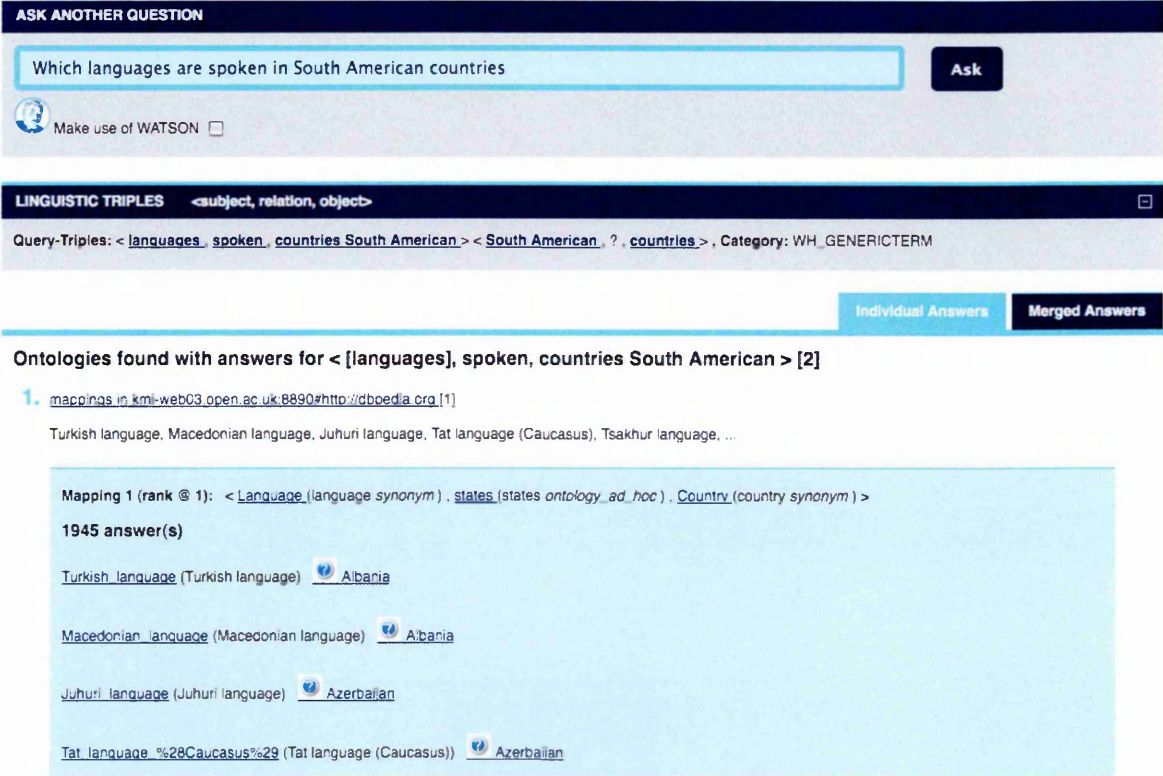 ASK ANOTHER QUESTION
Which languages are spoken in South American countries
Ask
Make use of WATSON
LINGUISTIC TRIPLES <subject, relation, object>
Query-Triples: < languages , spoken , countries South American > < South American , ? , countries > , Category: WH_GENERICTERM
Individual Answers
Merged Answers
Ontologies found with answers for < [languages], spoken, countries South American > [2]
1. mappings in kmi-web03.open.ac.uk:8890#http://dbpedia.org [1]
Turkish language, Macedonian language, Juhuri language, Tat language (Caucasus), Tsakhur language, ...
Mapping 1 (rank @ 1): < Language (language synonym ) , states (states ontology_ad_hoc ) , Country (country synonym ) >
1945 answer(s)
Turkish_language (Turkish language) Albania
Macedonian_language (Macedonian language) Albania
Juhuri_language (Juhuri language) Azerbaijan
Tat_language_%28Caucasus%29 (Tat language (Caucasus)) Azerbaijan